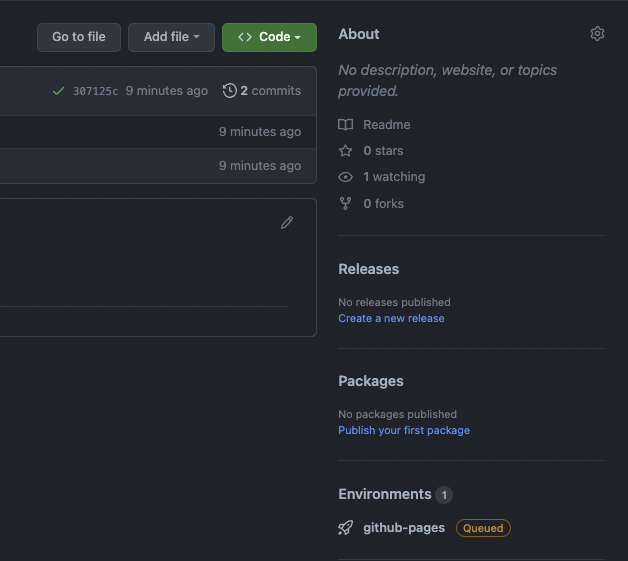 Go to file
Add file
<> Code
307125c 9 minutes ago 2 commits
9 minutes ago
9 minutes ago
About
No description, website, or topics
provided.
Readme
0 stars
1 watching
0 forks
Releases
No releases published
Create a new release
Packages
No packages published
Publish your first package
Environments 1
github-pages Queued